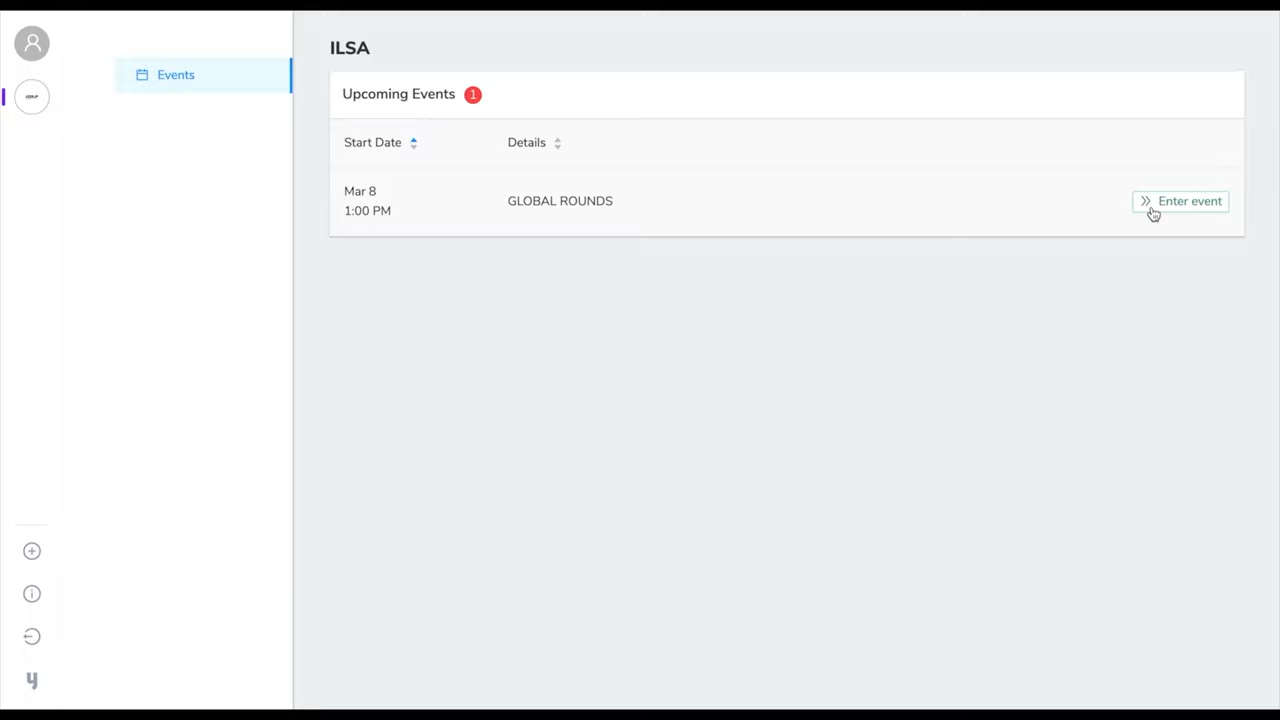 ILSA
Events
Upcoming Events 1
Start Date Details
Mar 8
1:00 PM
GLOBAL ROUNDS
Enter event